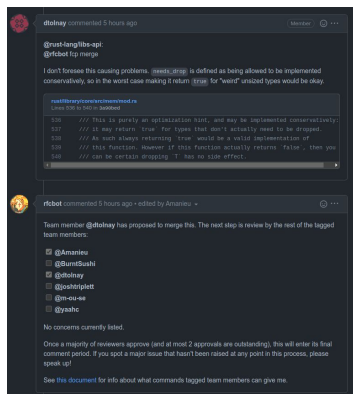 dtolnay commented 5 hours ago
Member
@rust-lang/libs-api:
@rfcbot fcp merge
I don't foresee this causing problems. needs_drop is defined as being allowed to be implemented
conservatively, so in the worst case making it return true for "weird" unsized types would be okay.
rust/library/core/src/mem/mod.rs
Lines 536 to 540 in
536 /// This is purely an optimization hint, and may be implemented conservatively:
537 /// it may return `true` for types that don't actually need to be dropped.
538 /// As such always returning `true` would be a valid implementation of
539 /// this function. However if this function actually returns `false`, then you
540 /// can be certain dropping `T` has no side effect.
rfcbot commented 5 hours ago • edited by Amanieu
Team member @dtolnay has proposed to merge this. The next step is review by the rest of the tagged
team members:
@Amanieu
@BurntSushi
@dtolnay
@joshtriplett
@m-ou-se
@yaahc
No concerns currently listed.
Once a majority of reviewers approve (and at most 2 approvals are outstanding), this will enter its final
comment period. If you spot a major issue that hasn't been raised at any point in this process, please
speak up!
See this document for info about what commands tagged team members can give me.